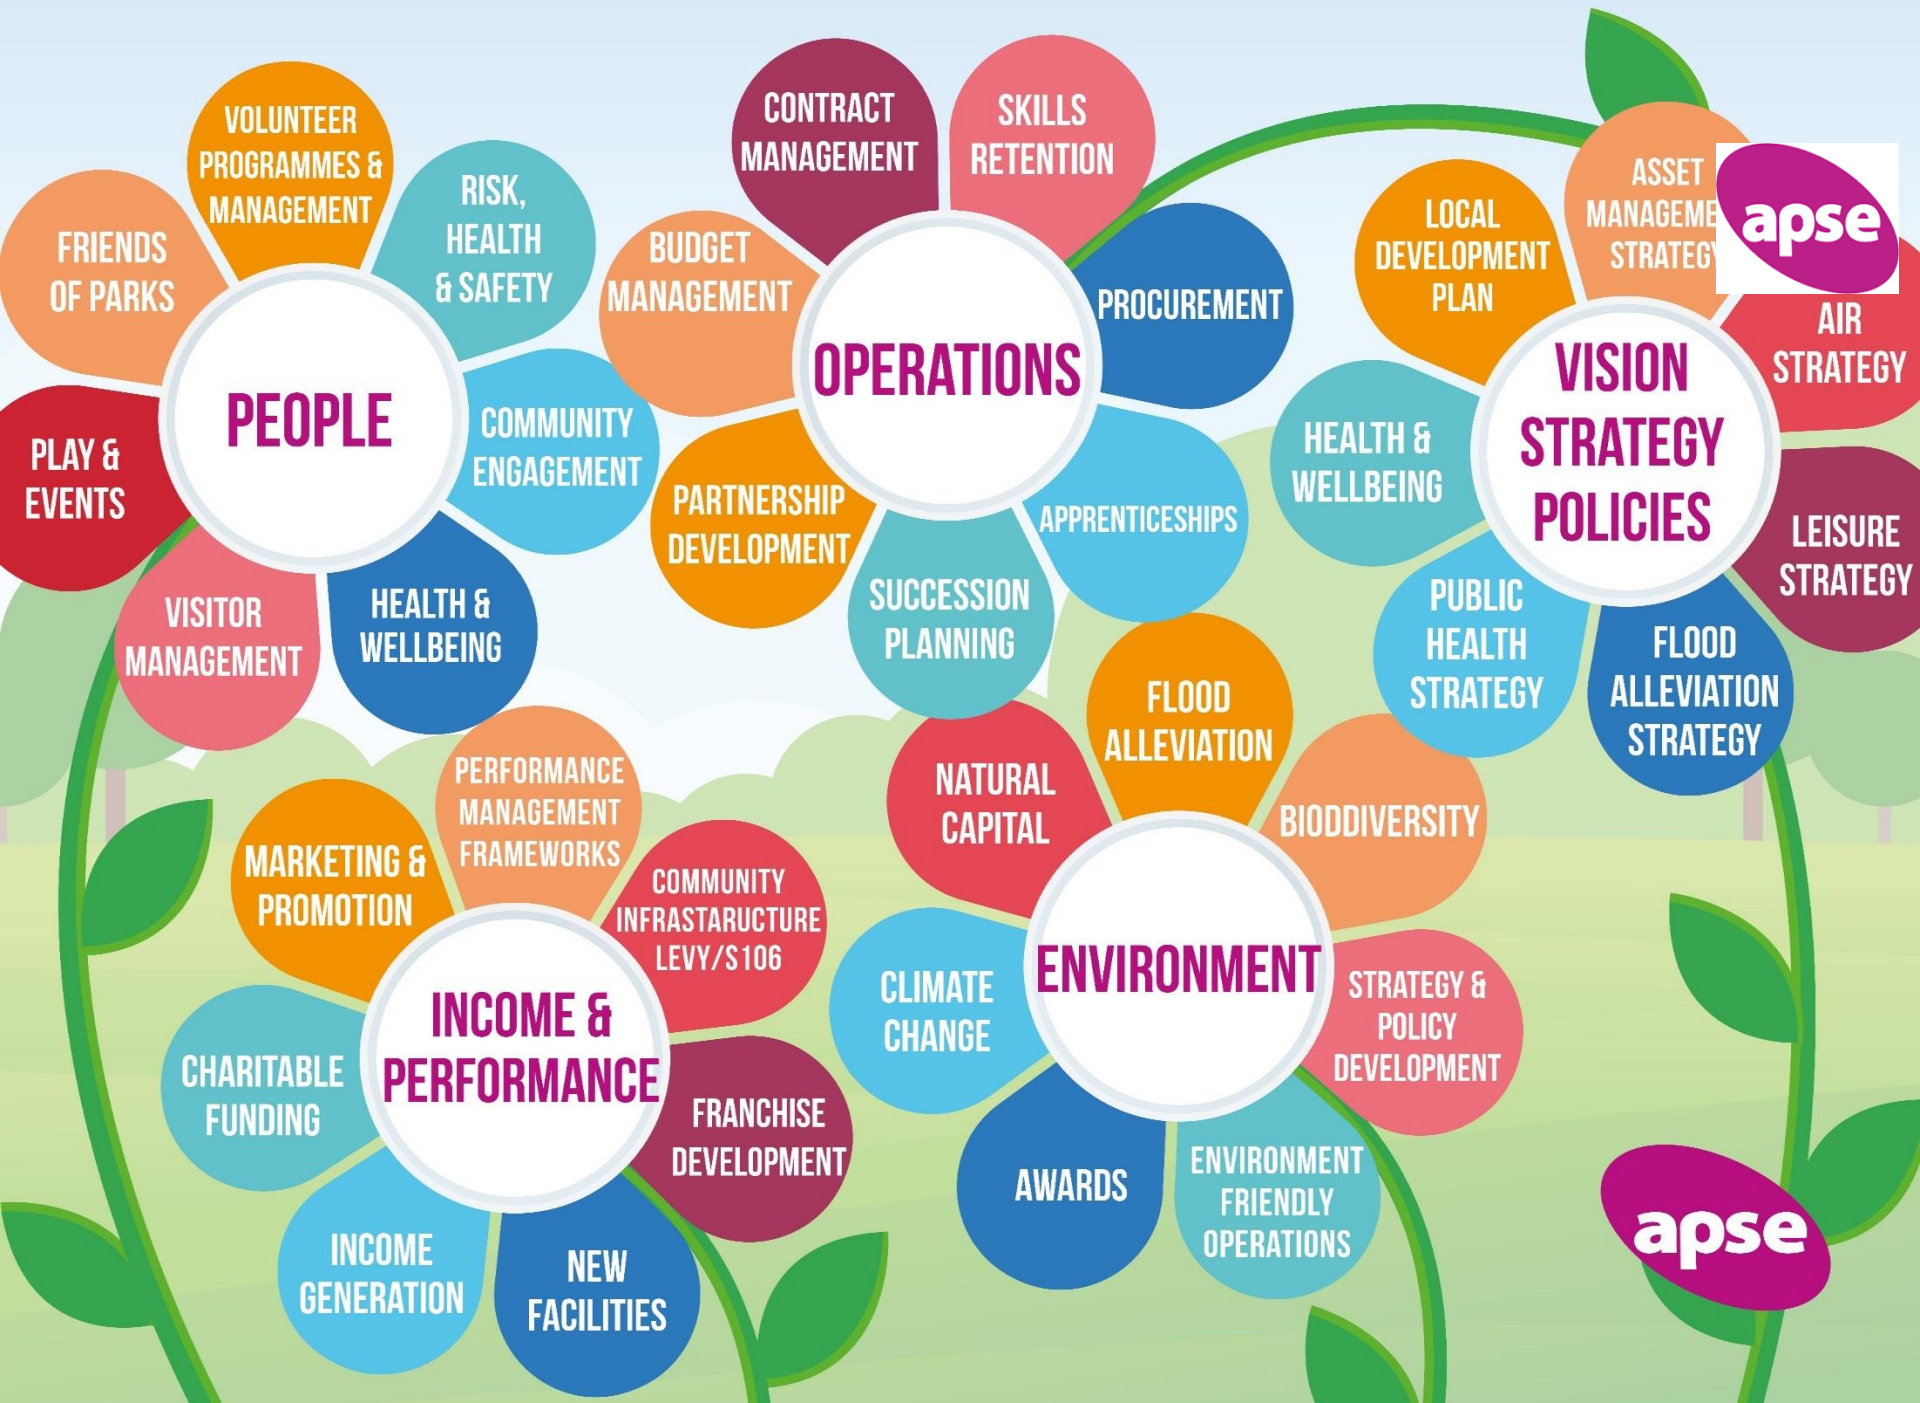 VOLUNTEER
PROGRAMMES &
MANAGEMENT
FRIENDS
OF PARKS
RISK,
HEALTH
& SAFETY
PEOPLE
COMMUNITY
ENGAGEMENT
PLAY &
EVENTS
VISITOR
MANAGEMENT
HEALTH &
WELLBEING
CONTRACT
MANAGEMENT
SKILLS
RETENTION
BUDGET
MANAGEMENT
PROCUREMENT
OPERATIONS
PARTNERSHIP
DEVELOPMENT
APPRENTICESHIPS
SUCCESSION
PLANNING
ASSET
MANAGEME
STRATEGY
apse
LOCAL
DEVELOPMENT
PLAN
AIR
STRATEGY
VISION
STRATEGY
POLICIES
HEALTH &
WELLBEING
LEISURE
STRATEGY
PUBLIC
HEALTH
STRATEGY
FLOOD
ALLEVIATION
STRATEGY
PERFORMANCE
MANAGEMENT
FRAMEWORKS
MARKETING &
PROMOTION
COMMUNITY
INFRASTARUCTURE
LEVY/S106
INCOME &
PERFORMANCE
CHARITABLE
FUNDING
FRANCHISE
DEVELOPMENT
INCOME
GENERATION
NEW
FACILITIES
FLOOD
ALLEVIATION
NATURAL
CAPITAL
BIODDIVERSITY
ENVIRONMENT
CLIMATE
CHANGE
STRATEGY &
POLICY
DEVELOPMENT
AWARDS
ENVIRONMENT
FRIENDLY
OPERATIONS
apse